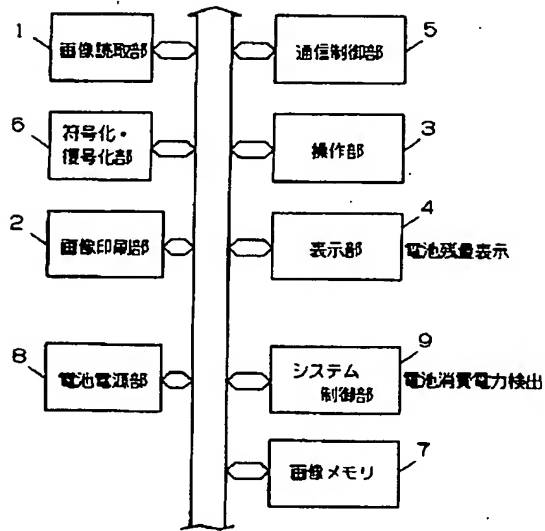 1
画像読取部
5
通信制御部
6
符号化・
復号化部
3
操作部
2
画像印刷部
4
表示部
電池残量表示
8
電池電源部
9
システム
制御部
電池消費電力検出
画像メモリ
7